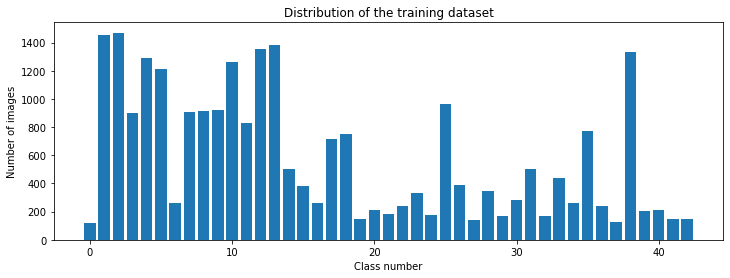 Distribution of the training dataset
Number of images
1400
1200
1000
800
600
400
200
0
0 10 20 30 40
Class number